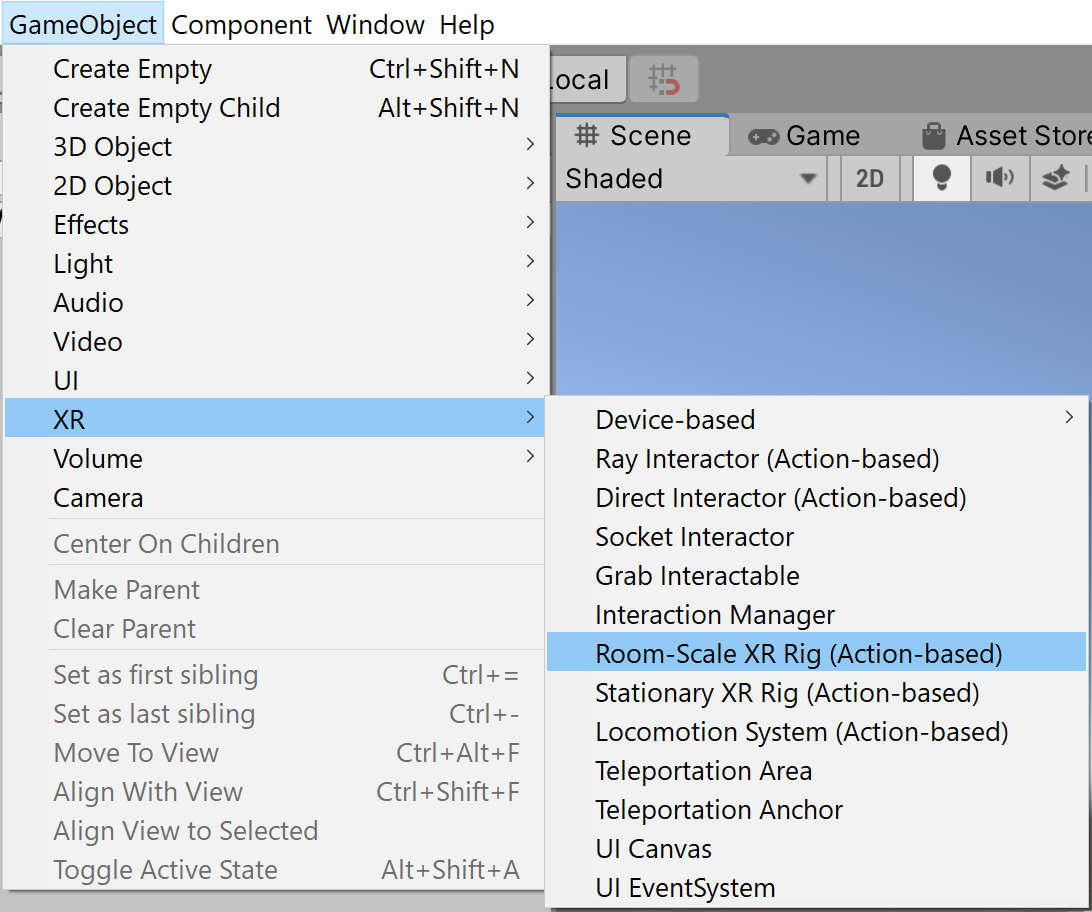 GameObject Component Window Help
Create Empty Ctrl+Shift+N
Create Empty Child Alt+Shift+N
3D Object
2D Object
Effects
Light
Audio
Video
UI
XR
Volume
Camera
Center On Children
Make Parent
Clear Parent
Set as first sibling Ctrl+=
Set as last sibling Ctrl+-
Move To View Ctrl+Alt+F
Align With View Ctrl+Shift+F
Align View to Selected
Toggle Active State Alt+Shift+A
ocal
Scene Game Asset Store
Shaded 2D
Device-based
Ray Interactor (Action-based)
Direct Interactor (Action-based)
Socket Interactor
Grab Interactable
Interaction Manager
Room-Scale XR Rig (Action-based)
Stationary XR Rig (Action-based)
Locomotion System (Action-based)
Teleportation Area
Teleportation Anchor
UI Canvas
UI EventSystem